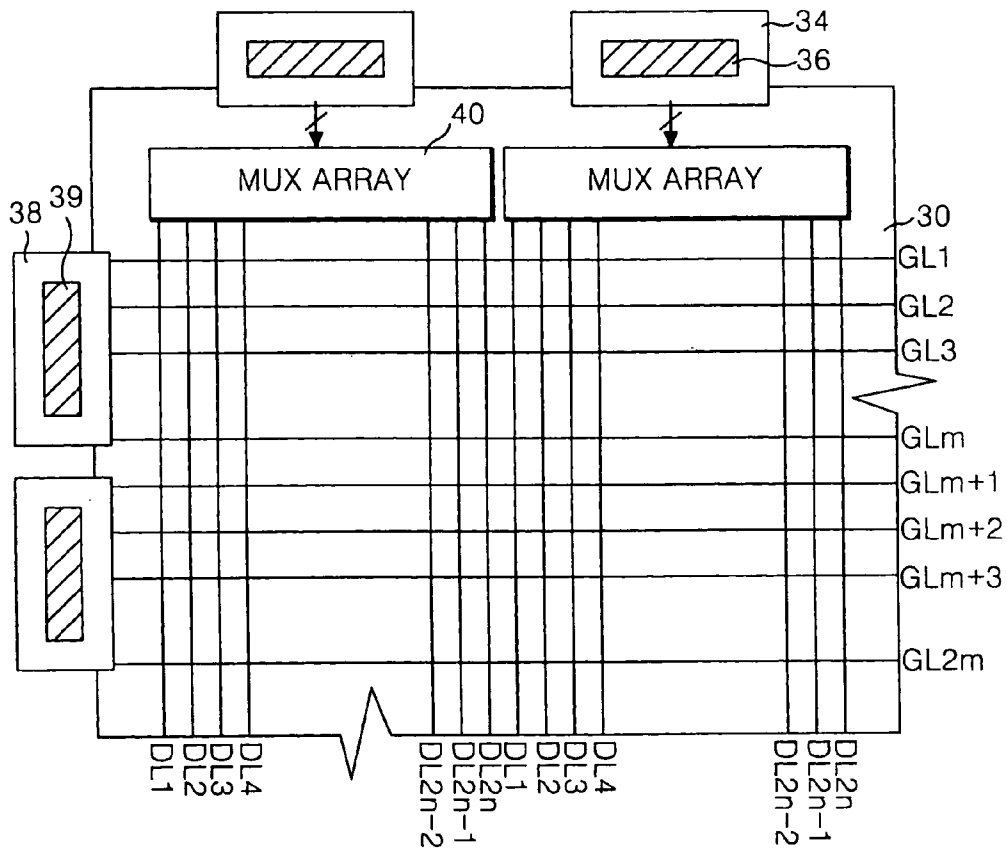 34
36
40
MUX ARRAY
MUX ARRAY
38
39
30
GL1
GL2
GL3
GLm
GLm+1
GLm+2
GLm+3
GL2m
DL1
DL2
DL3
DL4
DL2n-2
DL2n-1
DL2n
DL1
DL2
DL3
DL4
DL2n-2
DL2n-1
DL2n